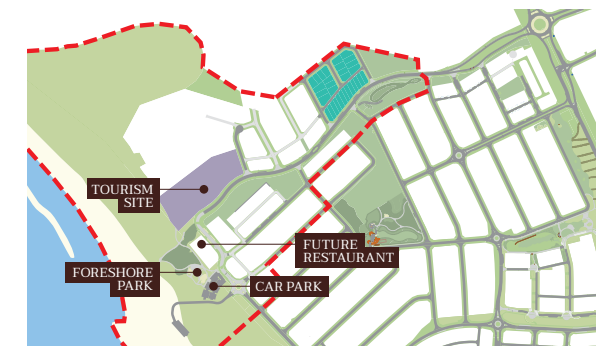 TOURISM
SITE
FUTURE
RESTAURANT
FORESHORE
PARK
CAR PARK